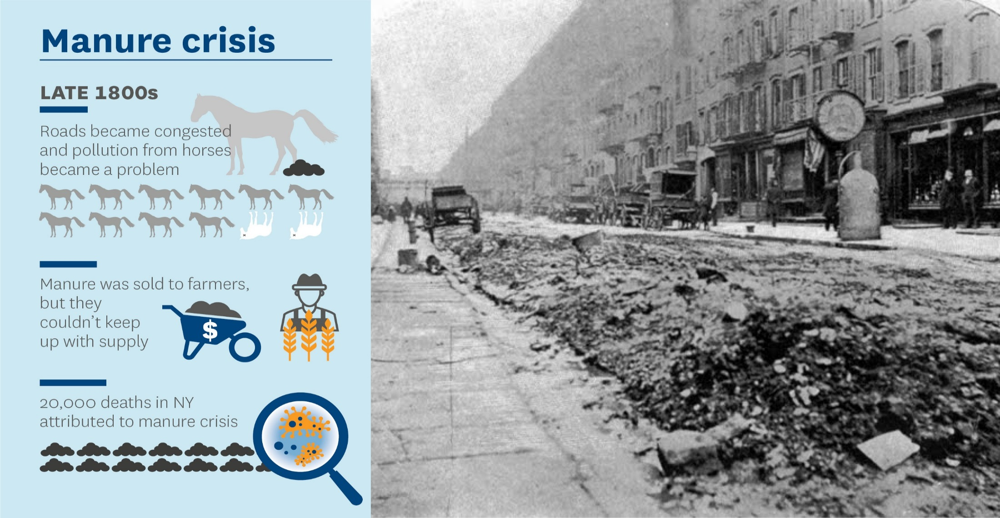 Manure crisis
LATE 1800s
Roads became congested
and pollution from horses
became a problem
Manure was sold to farmers,
but they
couldn't keep
up with supply
$
20,000 deaths in NY
attributed to manure crisis